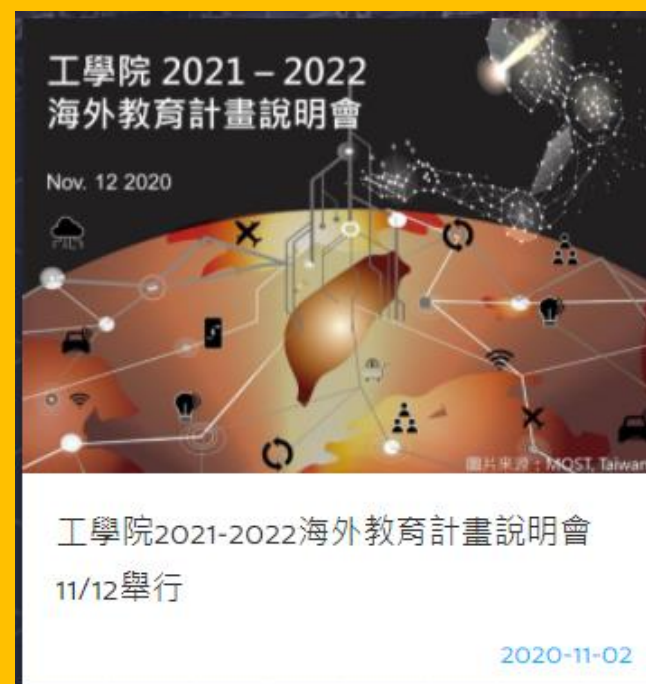 工學院 2021 – 2022
海外教育計畫說明會
Nov. 12 2020
圖片來源：MOST, Taiwan
工學院2021-2022海外教育計畫說明會
11/12舉行
2020-11-02